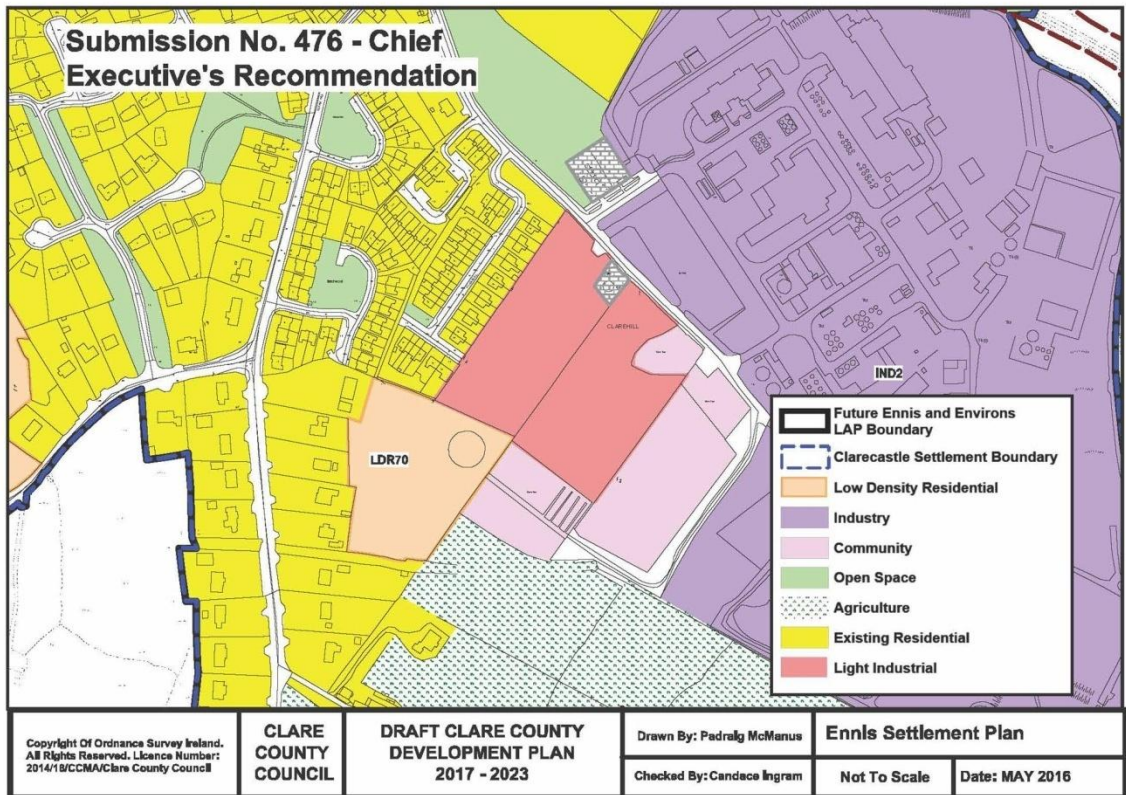 Submission No. 476 - Chief
Executive's Recommendation
CLAREHILL
IND2
LDR70
Future Ennis and Environs
LAP Boundary
Clarecastle Settlement Boundary
Low Density Residential
Industry
Community
Open Space
Agriculture
Existing Residential
Light Industrial
Copyright Of Ordnance Survey Ireland.
All Rights Reserved. Licence Number:
2014/18/CCMA/Clare County Council
CLARE
COUNTY
COUNCIL
DRAFT CLARE COUNTY
DEVELOPMENT PLAN
2017 - 2023
Drawn By: Padraig McManus
Checked By: Candace Ingram
Ennis Settlement Plan
Not To Scale
Date: MAY 2016